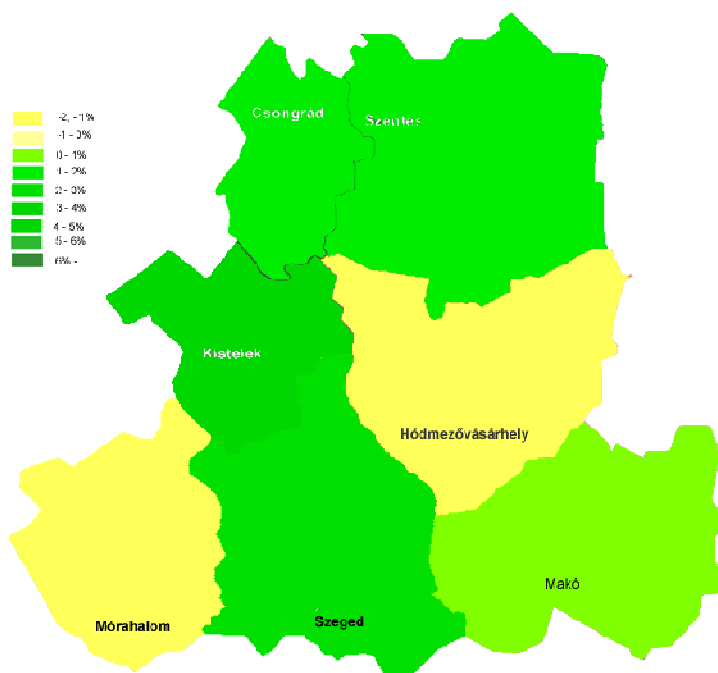 Csongrád
Szentes
-2, -1%
-1 - 0%
0 - 1%
1 - 2%
2 - 3%
3 - 4%
4 - 5%
5 - 6%
6% -
Kistelek
Hódmezővásárhely
Makó
Mórahalom
Szeged